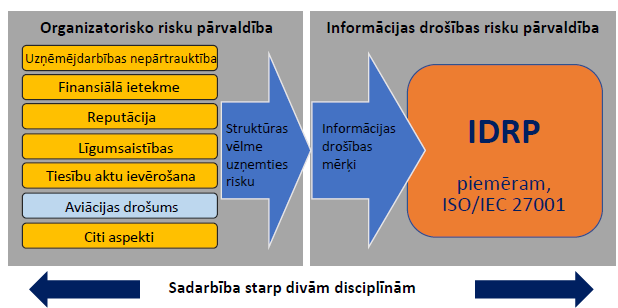 Organizatorisko risku pārvaldība
Uzņēmējdarbības nepārtrauktība
Finansiālā ietekme
Reputācija
Līgumsaistības
Tiesību aktu ievērošana
Aviācijas drošums
Citi aspekti
Struktūras
vēlme
uzņemties
risku
Informācijas drošības risku pārvaldība
Informācijas
drošības
mērķi
IDRP
piemēram,
ISO/IEC 27001
Sadarbība starp divām disciplīnām